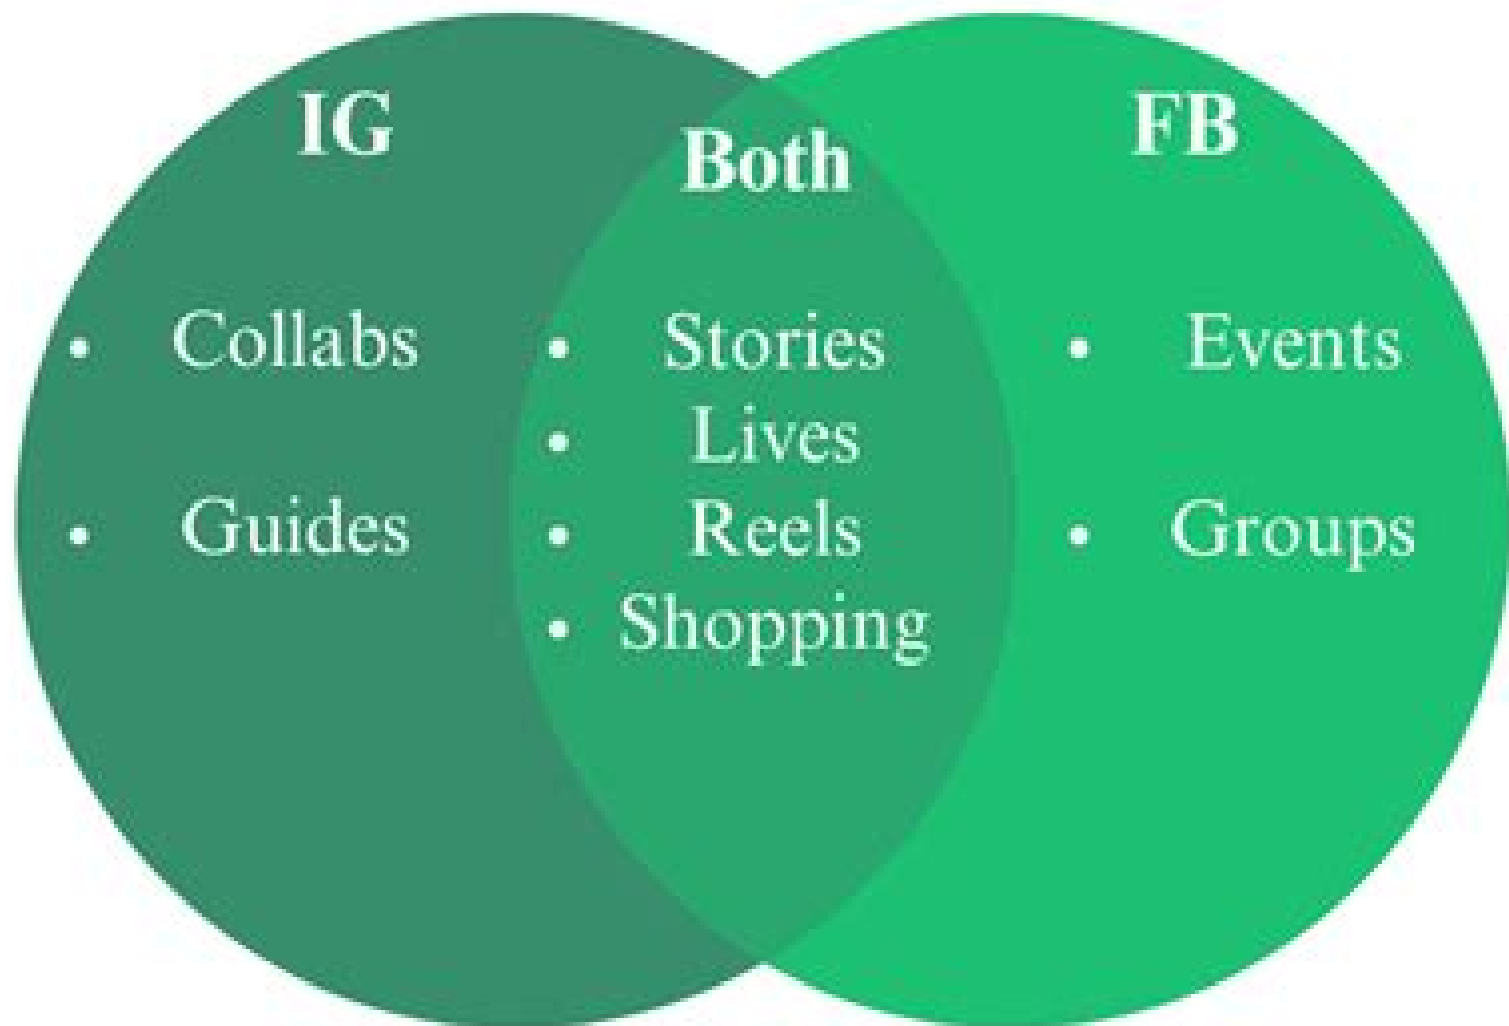 IG
• Collabs
• Guides
Both
• Stories
• Lives
• Reels
• Shopping
FB
• Events
• Groups